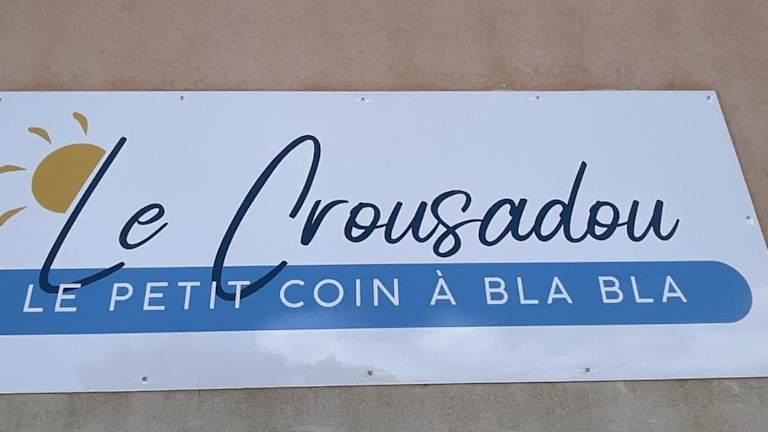 Le Crousadou
LE PETIT COIN À BLA BLA